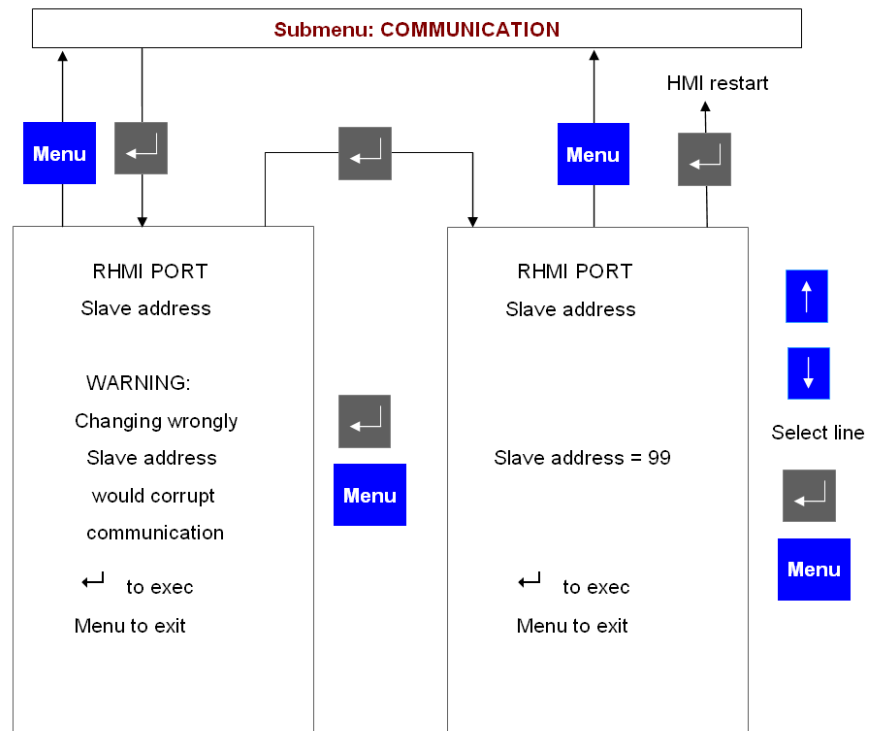 Submenu: COMMUNICATION
HMI restart
Menu
Menu
RHMI PORT
Slave address
WARNING:
Changing wrongly
Slave address
would corrupt
communication
↵ to exec
Menu to exit
Menu
RHMI PORT
Slave address
Slave address = 99
↵ to exec
Menu to exit
Select line
Menu